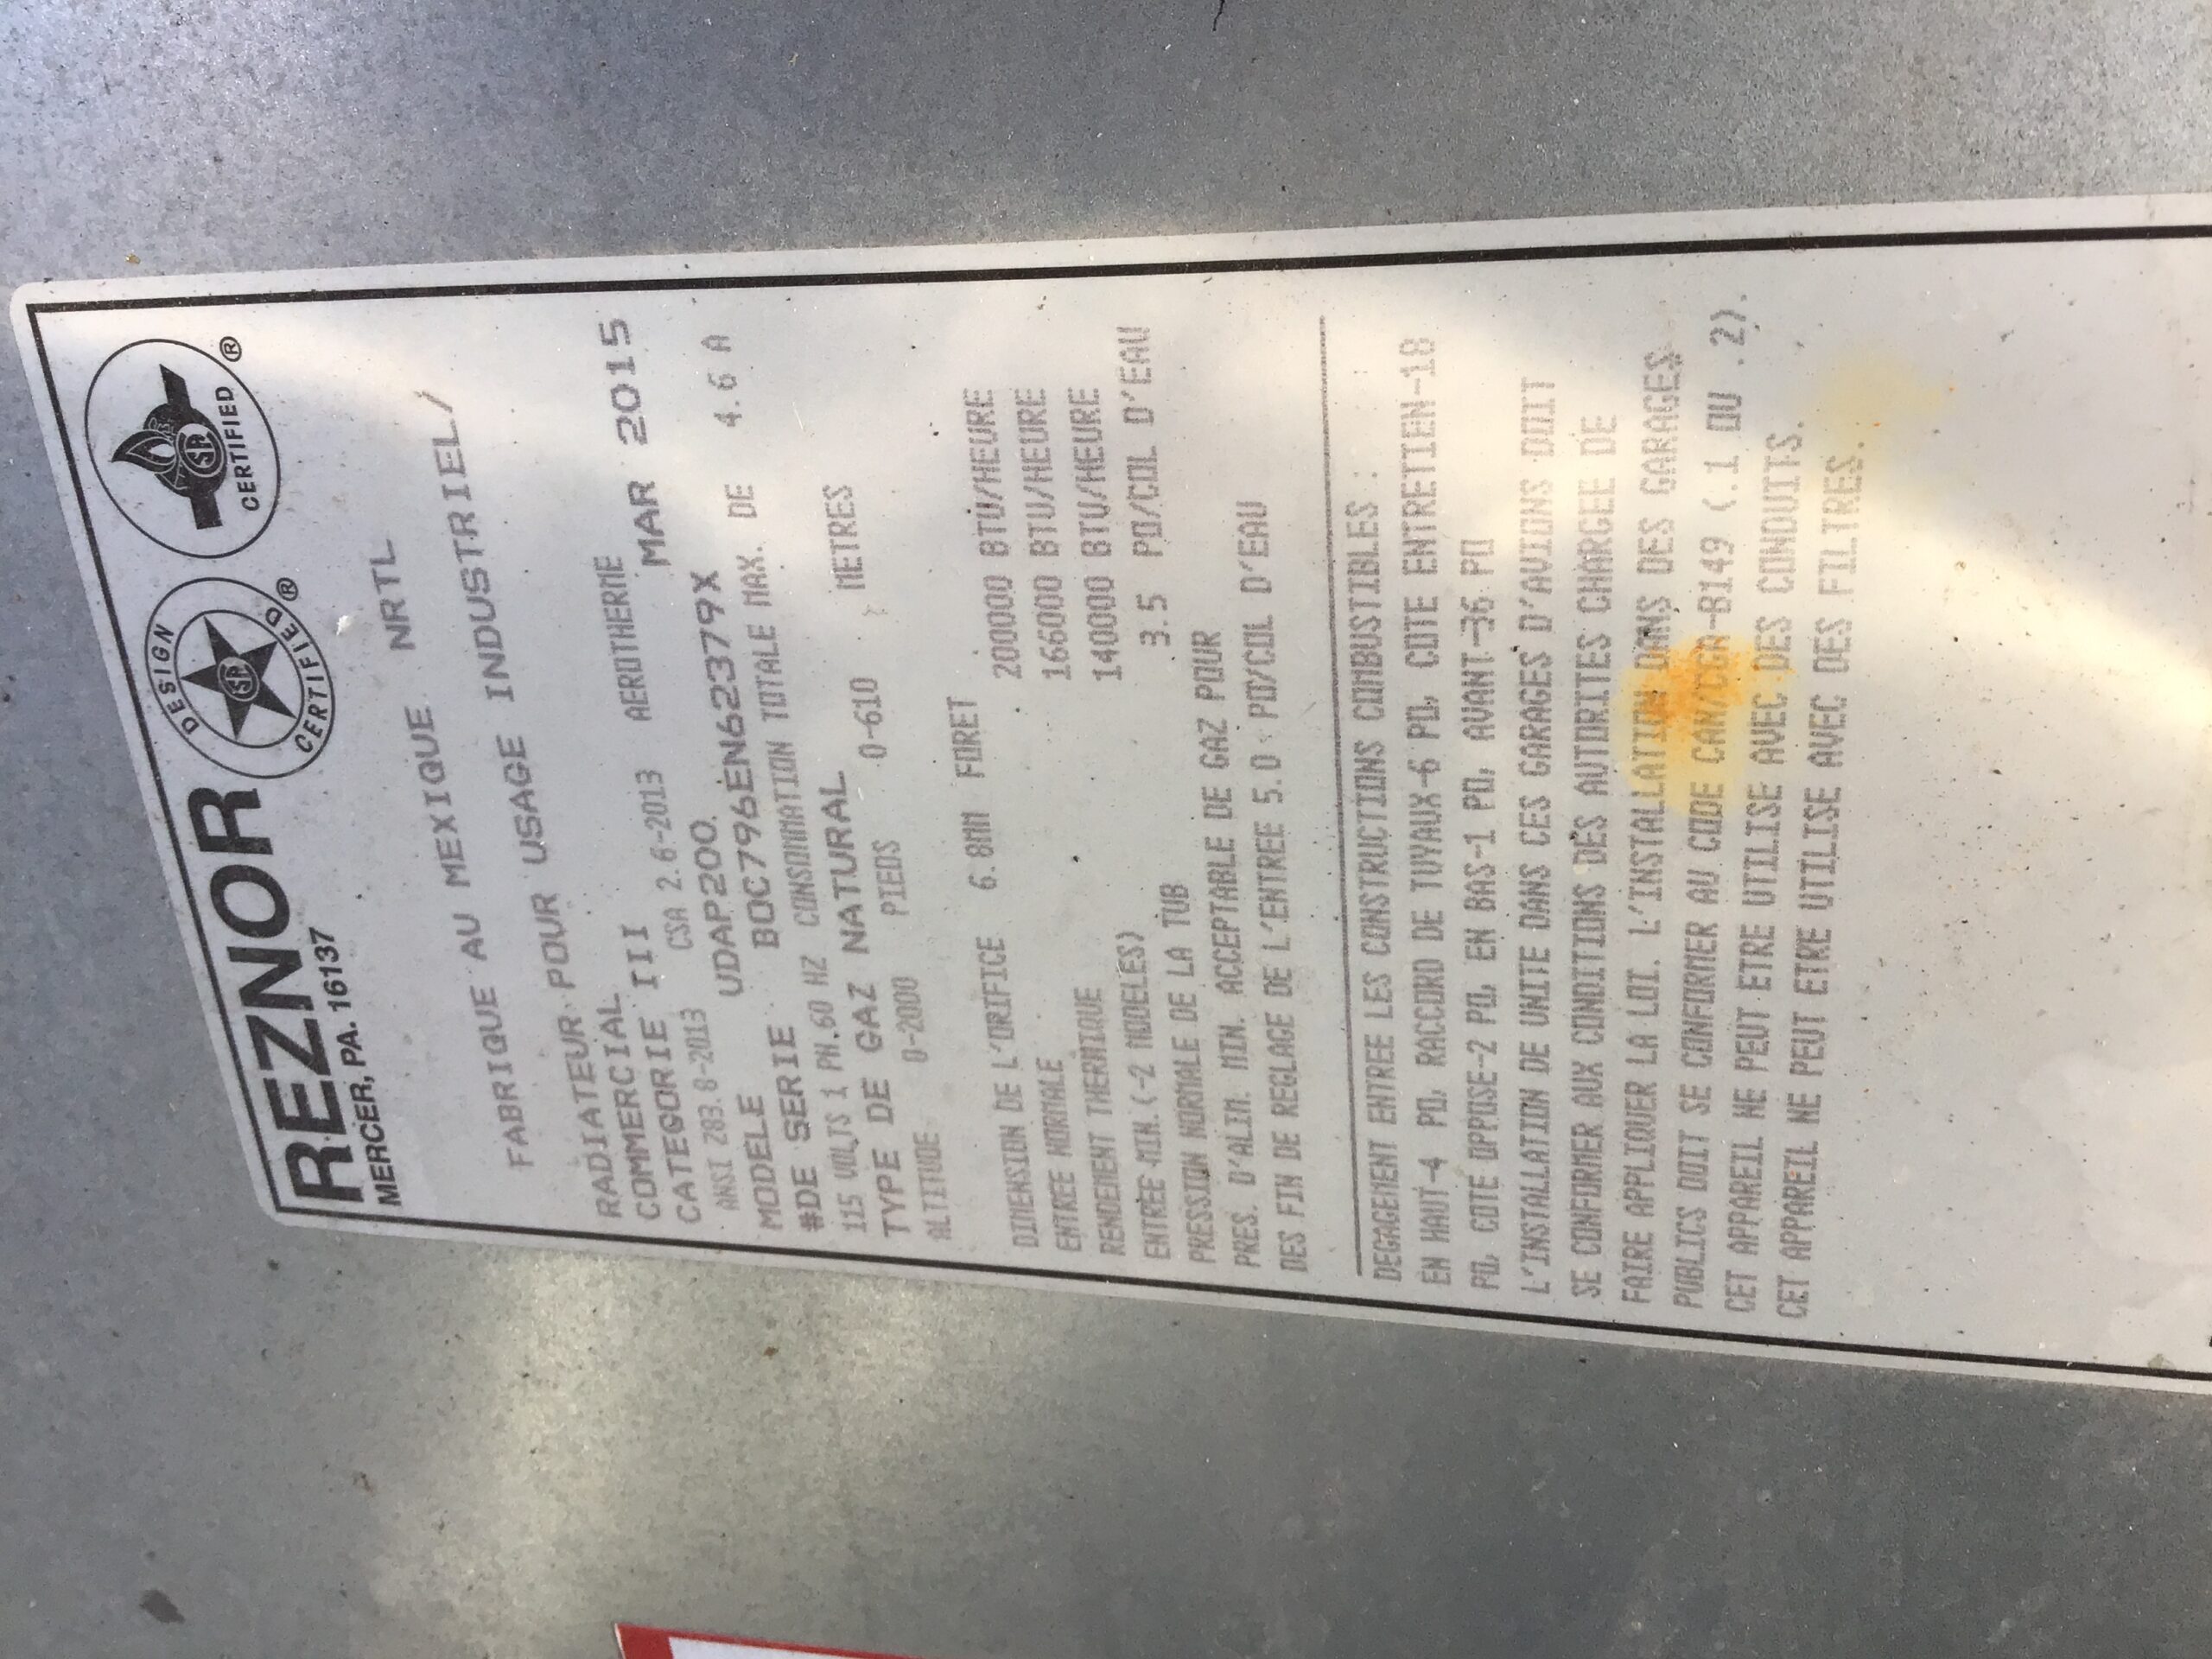 REZNOR
MERCER, PA. 16137
DESIGN CERTIFIED ®
CERTIFIED ®
FABRIQUE AU MEXIQUE NRTL
RADIATEUR POUR USAGE INDUSTRIEL/
COMMERCIAL
CATEGORIE III AEROTHERME MAR 2015
ANSI Z83.8-2013 CSA 2.6-2013
MODELE UDAP200.
#DE SERIE BOC796EN62379X
115 VOLTS 1 PH.60 HZ CONSOMMATION TOTALE MAX. DE 4.6 A
TYPE DE GAZ NATURAL
ALTITUDE 0-2000 PIEDS 0-610 METRES
DIMENSION DE L'ORIFICE 6.8MM FORET
ENTREE NORMALE 200000 BTU/HEURE
RENDEMENT THERMIQUE 166000 BTU/HEURE
ENTREE MIN.(-2 MODELES) 140000 BTU/HEURE
PRESSION NORMALE DE LA TUB 3.5 PO/COL D'EAU
PRES. D'ALIM. MIN. ACCEPTABLE DE GAZ POUR
DES FIN DE REGLAGE DE L'ENTREE 5.0 PO/COL D'EAU
DEGAGEMENT ENTREE LES CONSTRUCTIONS COMBUSTIBLES :
EN HAUT-4 PO, RACCORD DE TUYAUX-6 PO, COTE ENTRETIEN-18
PO, COTE OPPOSE-2 PO, EN BAS-1 PO, AVANT-36 PO
L'INSTALLATION DE UNITE DANS CES GARAGES D'AVIONS DOIT
SE CONFORMER AUX CONDITIONS DES AUTORITES CHARGEE DE
FAIRE APPLIQUER LA LOI. L'INSTALLATION DANS DES GARAGES
PUBLICS DOIT SE CONFORMER AU CODE CAN/CGA-B149 (.1 OU .2).
CET APPAREIL NE PEUT ETRE UTILISE AVEC DES CONDUITS.
CET APPAREIL NE PEUT ETRE UTILISE AVEC DES FILTRES.